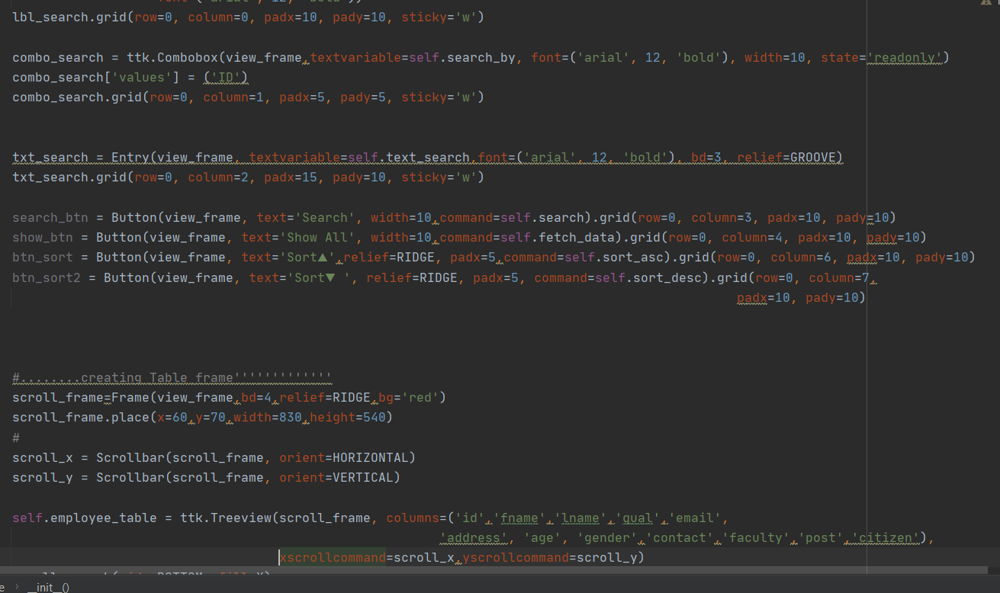 font=('arial', 12, 'bold'))
lbl_search.grid(row=0, column=0, padx=10, pady=10, sticky='w')
combo_search = ttk.Combobox(view_frame,textvariable=self.search_by, font=('arial', 12, 'bold'), width=10, state='readonly')
combo_search['values'] = ('ID')
combo_search.grid(row=0, column=1, padx=5, pady=5, sticky='w')
txt_search = Entry(view_frame, textvariable=self.text_search,font=('arial', 12, 'bold'), bd=3, relief=GROOVE)
txt_search.grid(row=0, column=2, padx=15, pady=10, sticky='w')
search_btn = Button(view_frame, text='Search', width=10,command=self.search).grid(row=0, column=3, padx=10, pady=10)
show_btn = Button(view_frame, text='Show All', width=10,command=self.fetch_data).grid(row=0, column=4, padx=10, pady=10)
btn_sort = Button(view_frame, text='Sort▲',relief=RIDGE, padx=5,command=self.sort_asc).grid(row=0, column=6, padx=10, pady=10)
btn_sort2 = Button(view_frame, text='Sort▼ ', relief=RIDGE, padx=5, command=self.sort_desc).grid(row=0, column=7,
padx=10, pady=10)
#........creating Table frame'''''''''''''
scroll_frame=Frame(view_frame,bd=4,relief=RIDGE,bg='red')
scroll_frame.place(x=60,y=70,width=830,height=540)
#
scroll_x = Scrollbar(scroll_frame, orient=HORIZONTAL)
scroll_y = Scrollbar(scroll_frame, orient=VERTICAL)
self.employee_table = ttk.Treeview(scroll_frame, columns=('id','fname','lname','qual','email',
'address', 'age', 'gender','contact','faculty','post','citizen'),
xscrollcommand=scroll_x,yscrollcommand=scroll_y)
e › __init__()